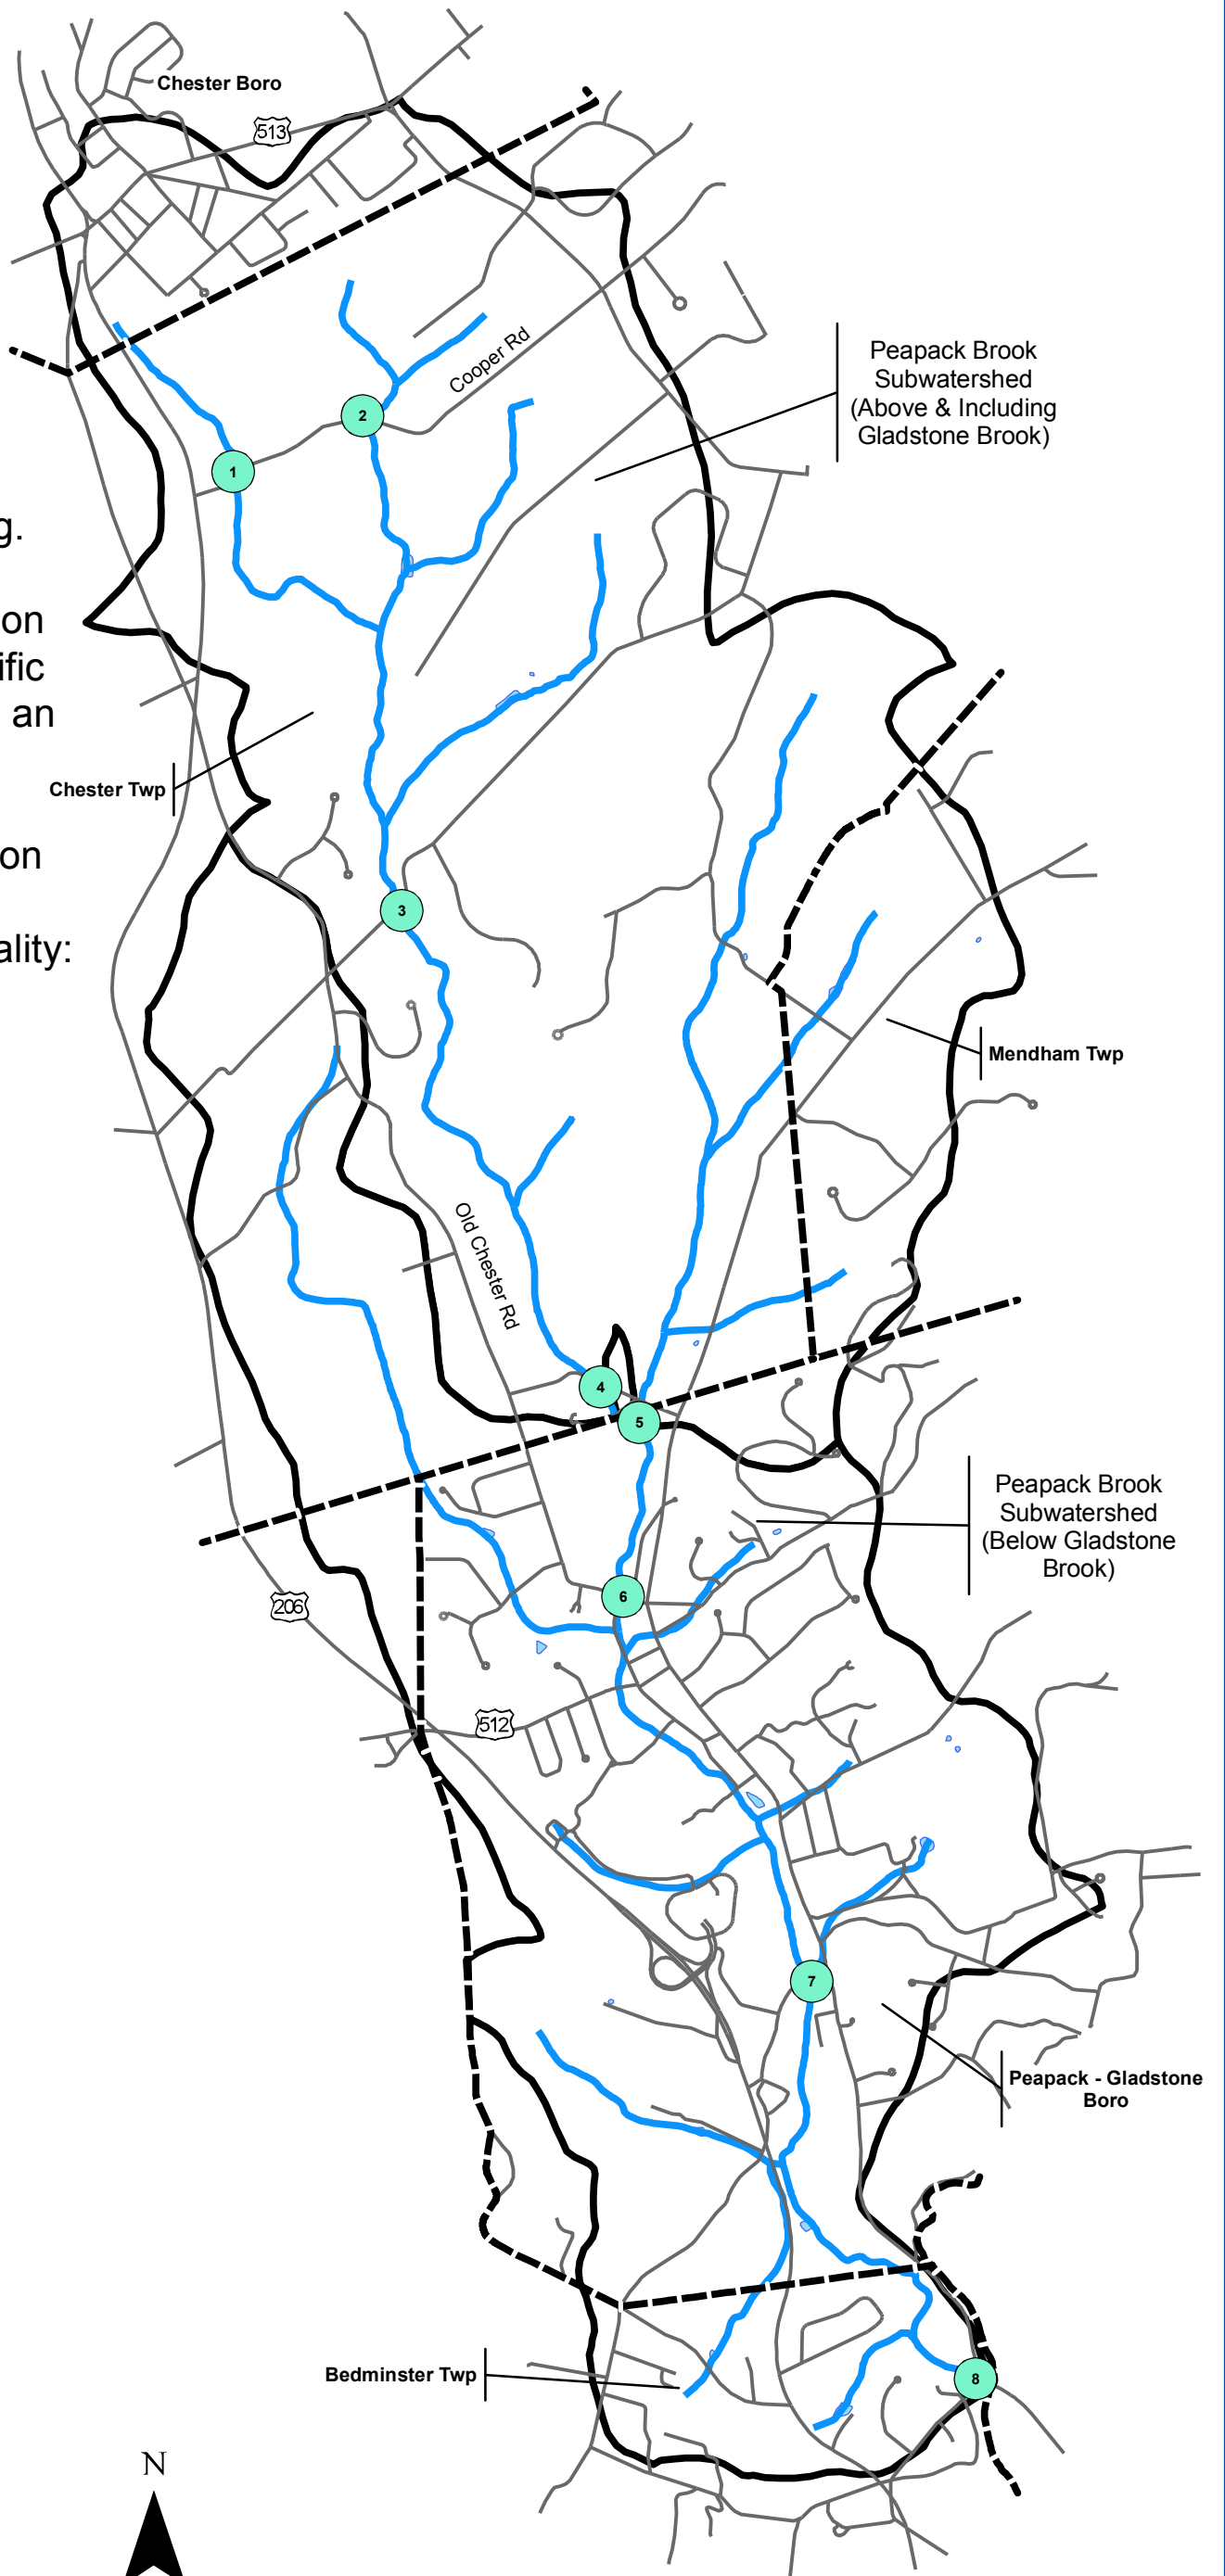 Chester Boro
513
Cooper Rd
Peapack Brook
Subwatershed
(Above & Including
Gladstone Brook)
2
1
g.
on
ific
an
Chester Twp
on
3
ality:
Mendham Twp
Old Chester Rd
4
5
Peapack Brook
Subwatershed
(Below Gladstone
Brook)
6
206
512
7
Peapack - Gladstone
Boro
Bedminster Twp
8
N